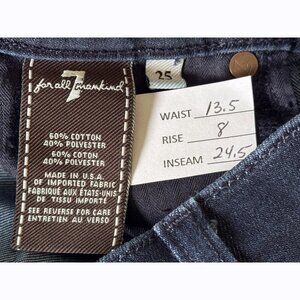 7
for all mankind
60% COTTON
40% POLYESTER
60% COTON
40% POLYESTER
MADE IN U.S.A.
OF IMPORTED FABRIC
FABRIQUÉ AUX ÉTATS-UNIS
DE TISSU IMPORTÉ
SEE REVERSE FOR CARE
ENTRETIEN AU VERSO
25
WAIST 13.5
RISE 8
INSEAM 24.5